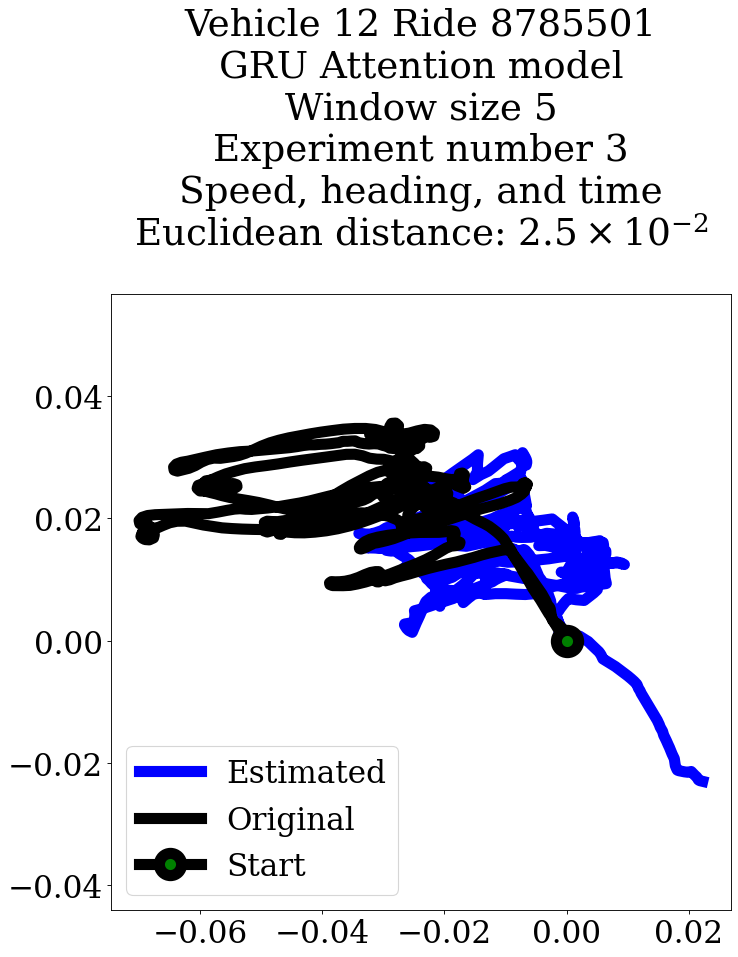 Vehicle 12 Ride 8785501
GRU Attention model
Window size 5
Experiment number 3
Speed, heading, and time
Euclidean distance: 2.5 × 10⁻²
0.04
0.02
0.00
−0.02
−0.04
Estimated
Original
Start
−0.06 −0.04 −0.02 0.00 0.02